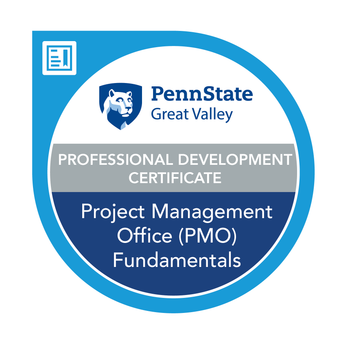 PennState
Great Valley
PROFESSIONAL DEVELOPMENT
CERTIFICATE
Project Management
Office (PMO)
Fundamentals